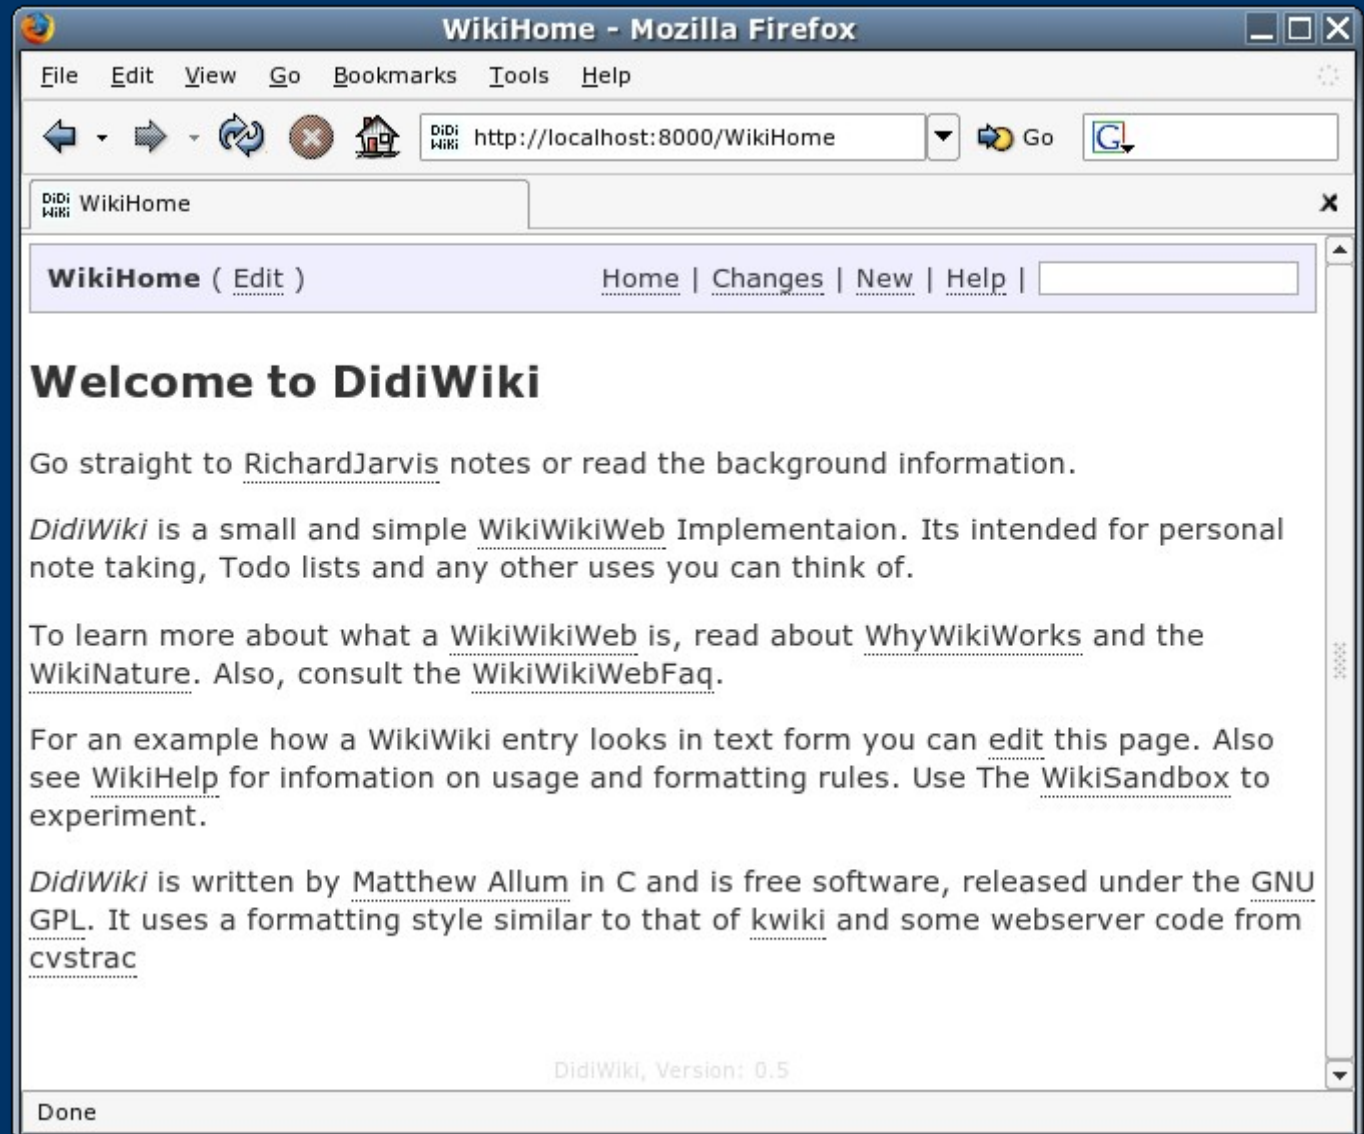 WikiHome - Mozilla Firefox
File Edit View Go Bookmarks Tools Help
DiDi WiKi http://localhost:8000/WikiHome Go G
DiDi WiKi WikiHome
WikiHome ( Edit ) Home | Changes | New | Help |
Welcome to DidiWiki
Go straight to RichardJarvis notes or read the background information.
DidiWiki is a small and simple WikiWikiWeb Implementaion. Its intended for personal
note taking, Todo lists and any other uses you can think of.
To learn more about what a WikiWikiWeb is, read about WhyWikiWorks and the
WikiNature. Also, consult the WikiWikiWebFaq.
For an example how a WikiWiki entry looks in text form you can edit this page. Also
see WikiHelp for infomation on usage and formatting rules. Use The WikiSandbox to
experiment.
DidiWiki is written by Matthew Allum in C and is free software, released under the GNU
GPL. It uses a formatting style similar to that of kwiki and some webserver code from
cvstrac
DidiWiki, Version: 0.5
Done